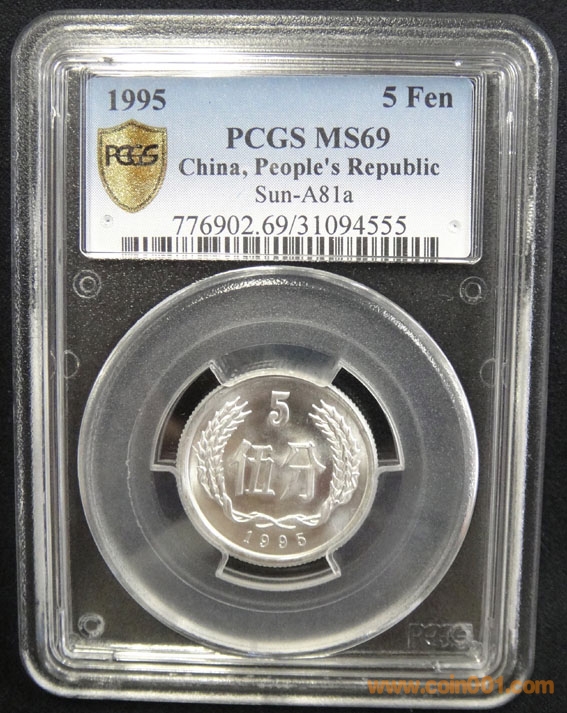 1995 5 Fen
PCGS
PCGS MS69
China, People's Republic
Sun-A81a
776902.69/31094555
5
伍分
1995
PCGS
www.coin001.com